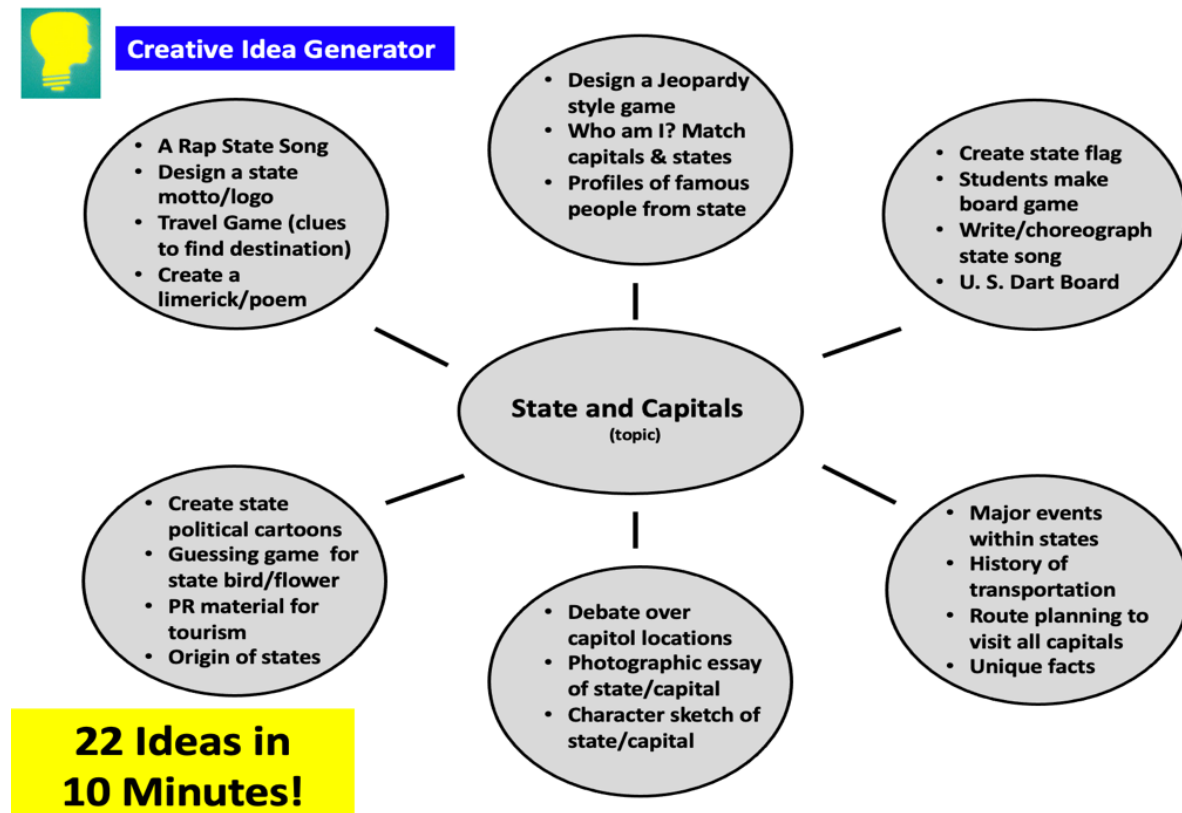 Creative Idea Generator
• A Rap State Song
• Design a state
motto/logo
• Travel Game (clues
to find destination)
• Create a
limerick/poem
• Design a Jeopardy
style game
• Who am I? Match
capitals & states
• Profiles of famous
people from state
• Create state flag
• Students make
board game
• Write/choreograph
state song
• U. S. Dart Board
State and Capitals
(topic)
• Create state
political cartoons
• Guessing game for
state bird/flower
• PR material for
tourism
• Origin of states
• Debate over
capitol locations
• Photographic essay
of state/capital
• Character sketch of
state/capital
• Major events
within states
• History of
transportation
• Route planning to
visit all capitals
• Unique facts
22 Ideas in
10 Minutes!